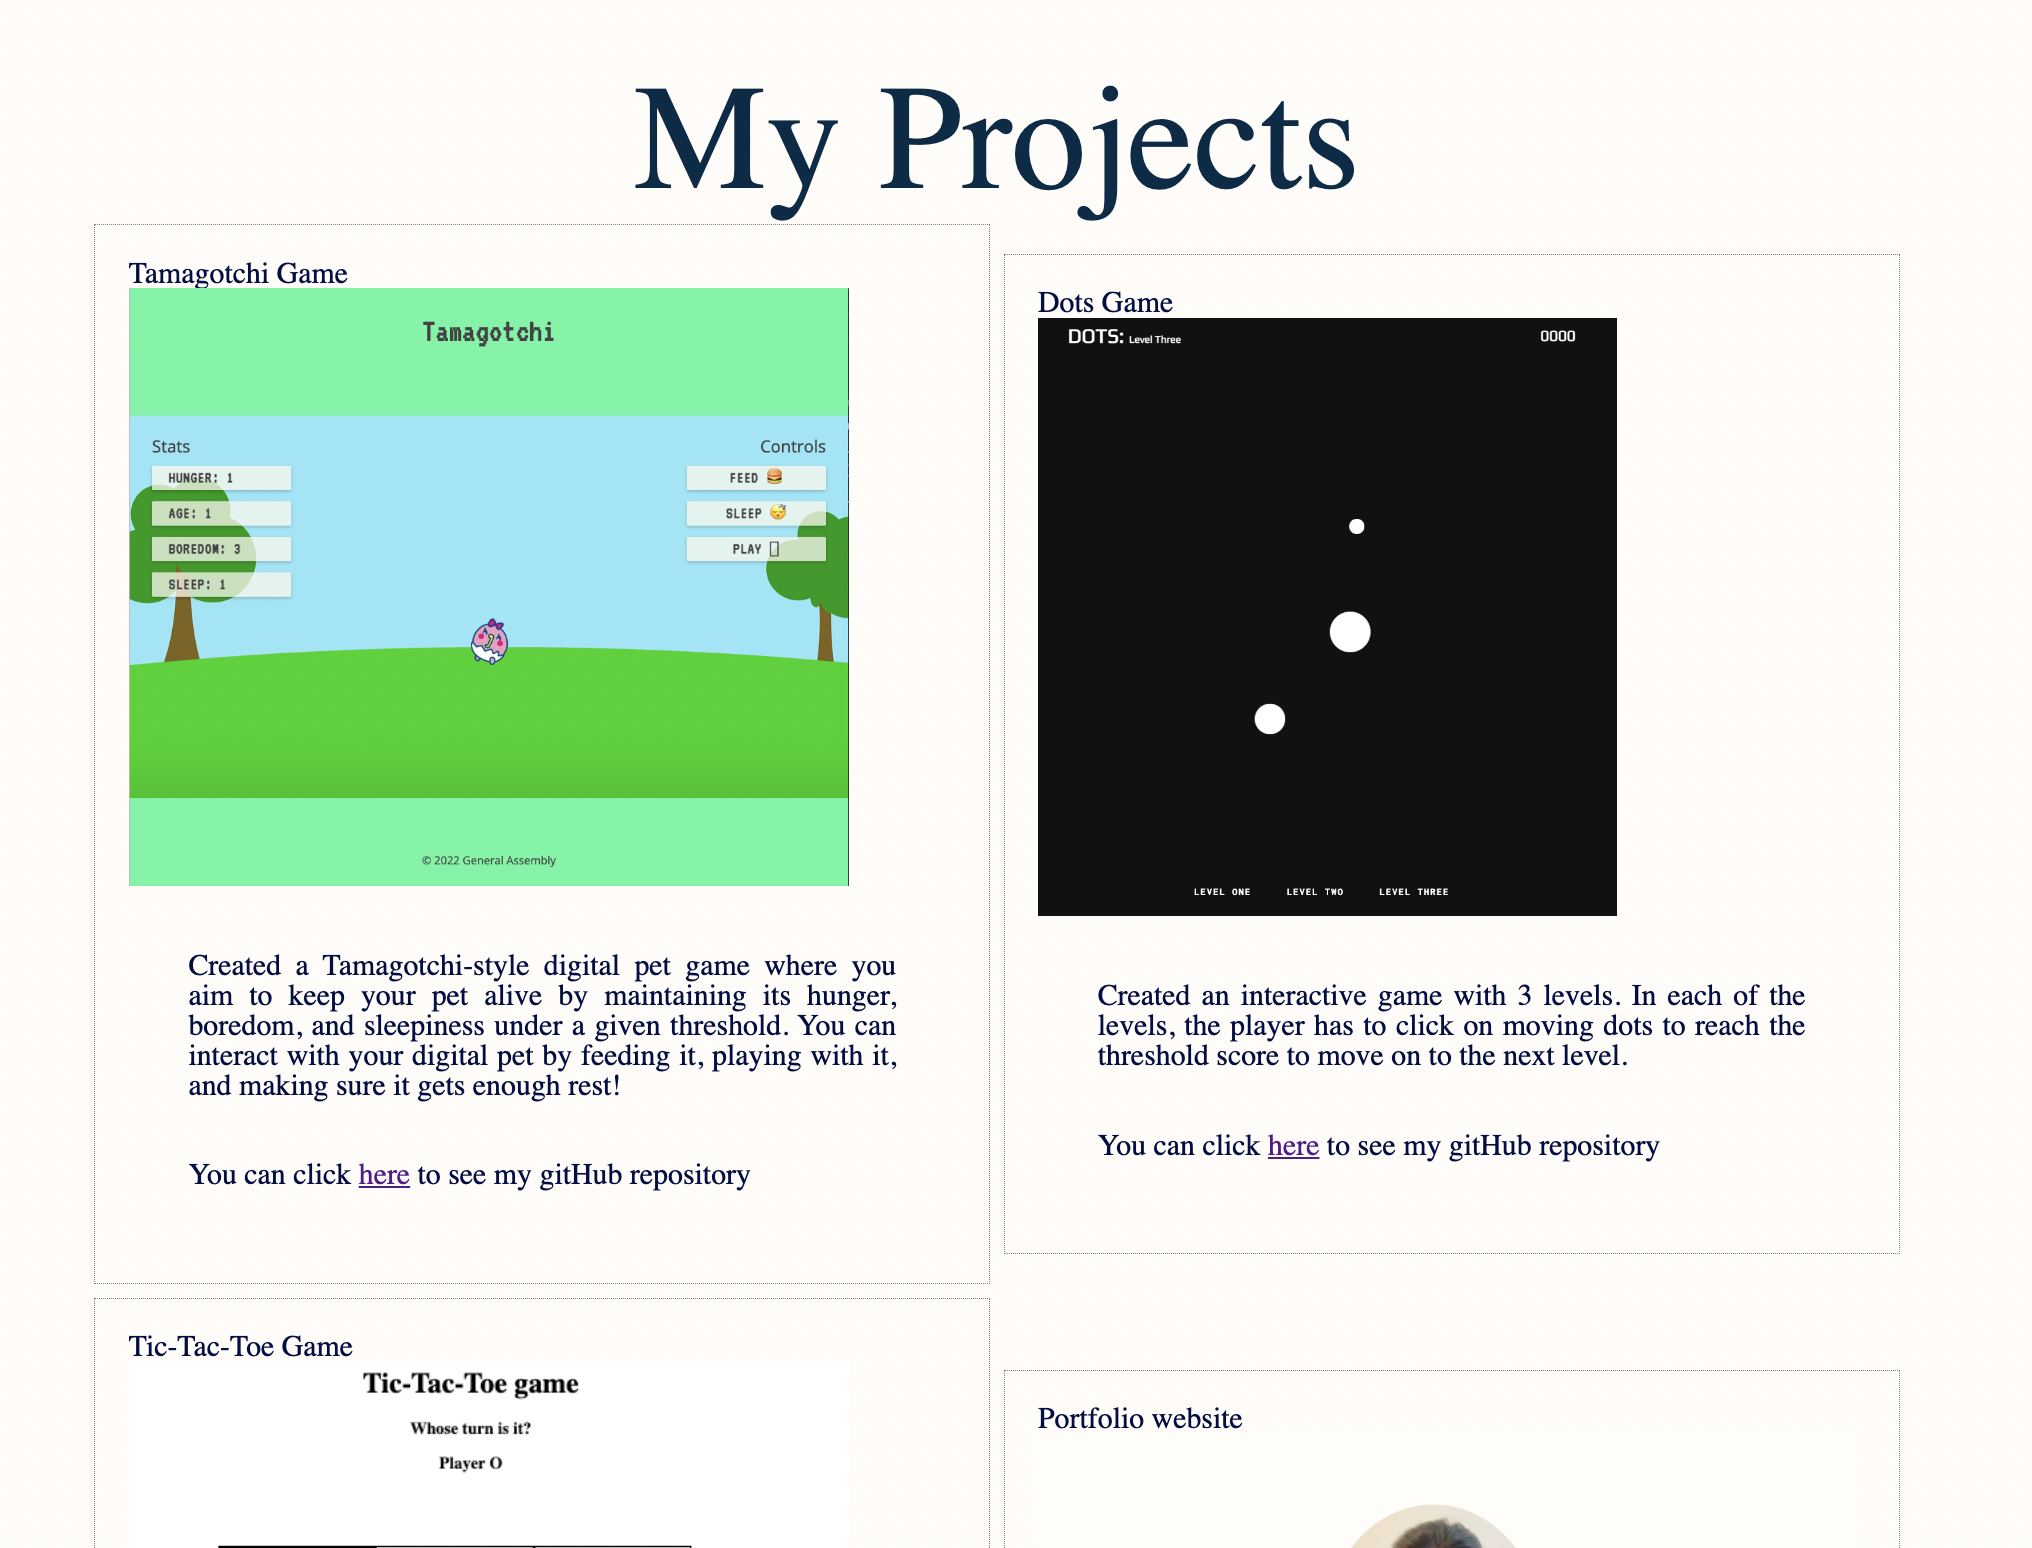 My Projects
Tamagotchi Game
Tamagotchi
Stats
Controls
HUNGER: 1
FEED 🍔
AGE: 1
SLEEP 😴
BOREDOM: 3
PLAY
SLEEP: 1
© 2022 General Assembly
Created a Tamagotchi-style digital pet game where you
aim to keep your pet alive by maintaining its hunger,
boredom, and sleepiness under a given threshold. You can
interact with your digital pet by feeding it, playing with it,
and making sure it gets enough rest!
You can click here to see my gitHub repository
Dots Game
DOTS: Level Three
0000
LEVEL ONE LEVEL TWO LEVEL THREE
Created an interactive game with 3 levels. In each of the
levels, the player has to click on moving dots to reach the
threshold score to move on to the next level.
You can click here to see my gitHub repository
Tic-Tac-Toe Game
Tic-Tac-Toe game
Whose turn is it?
Player O
Portfolio website